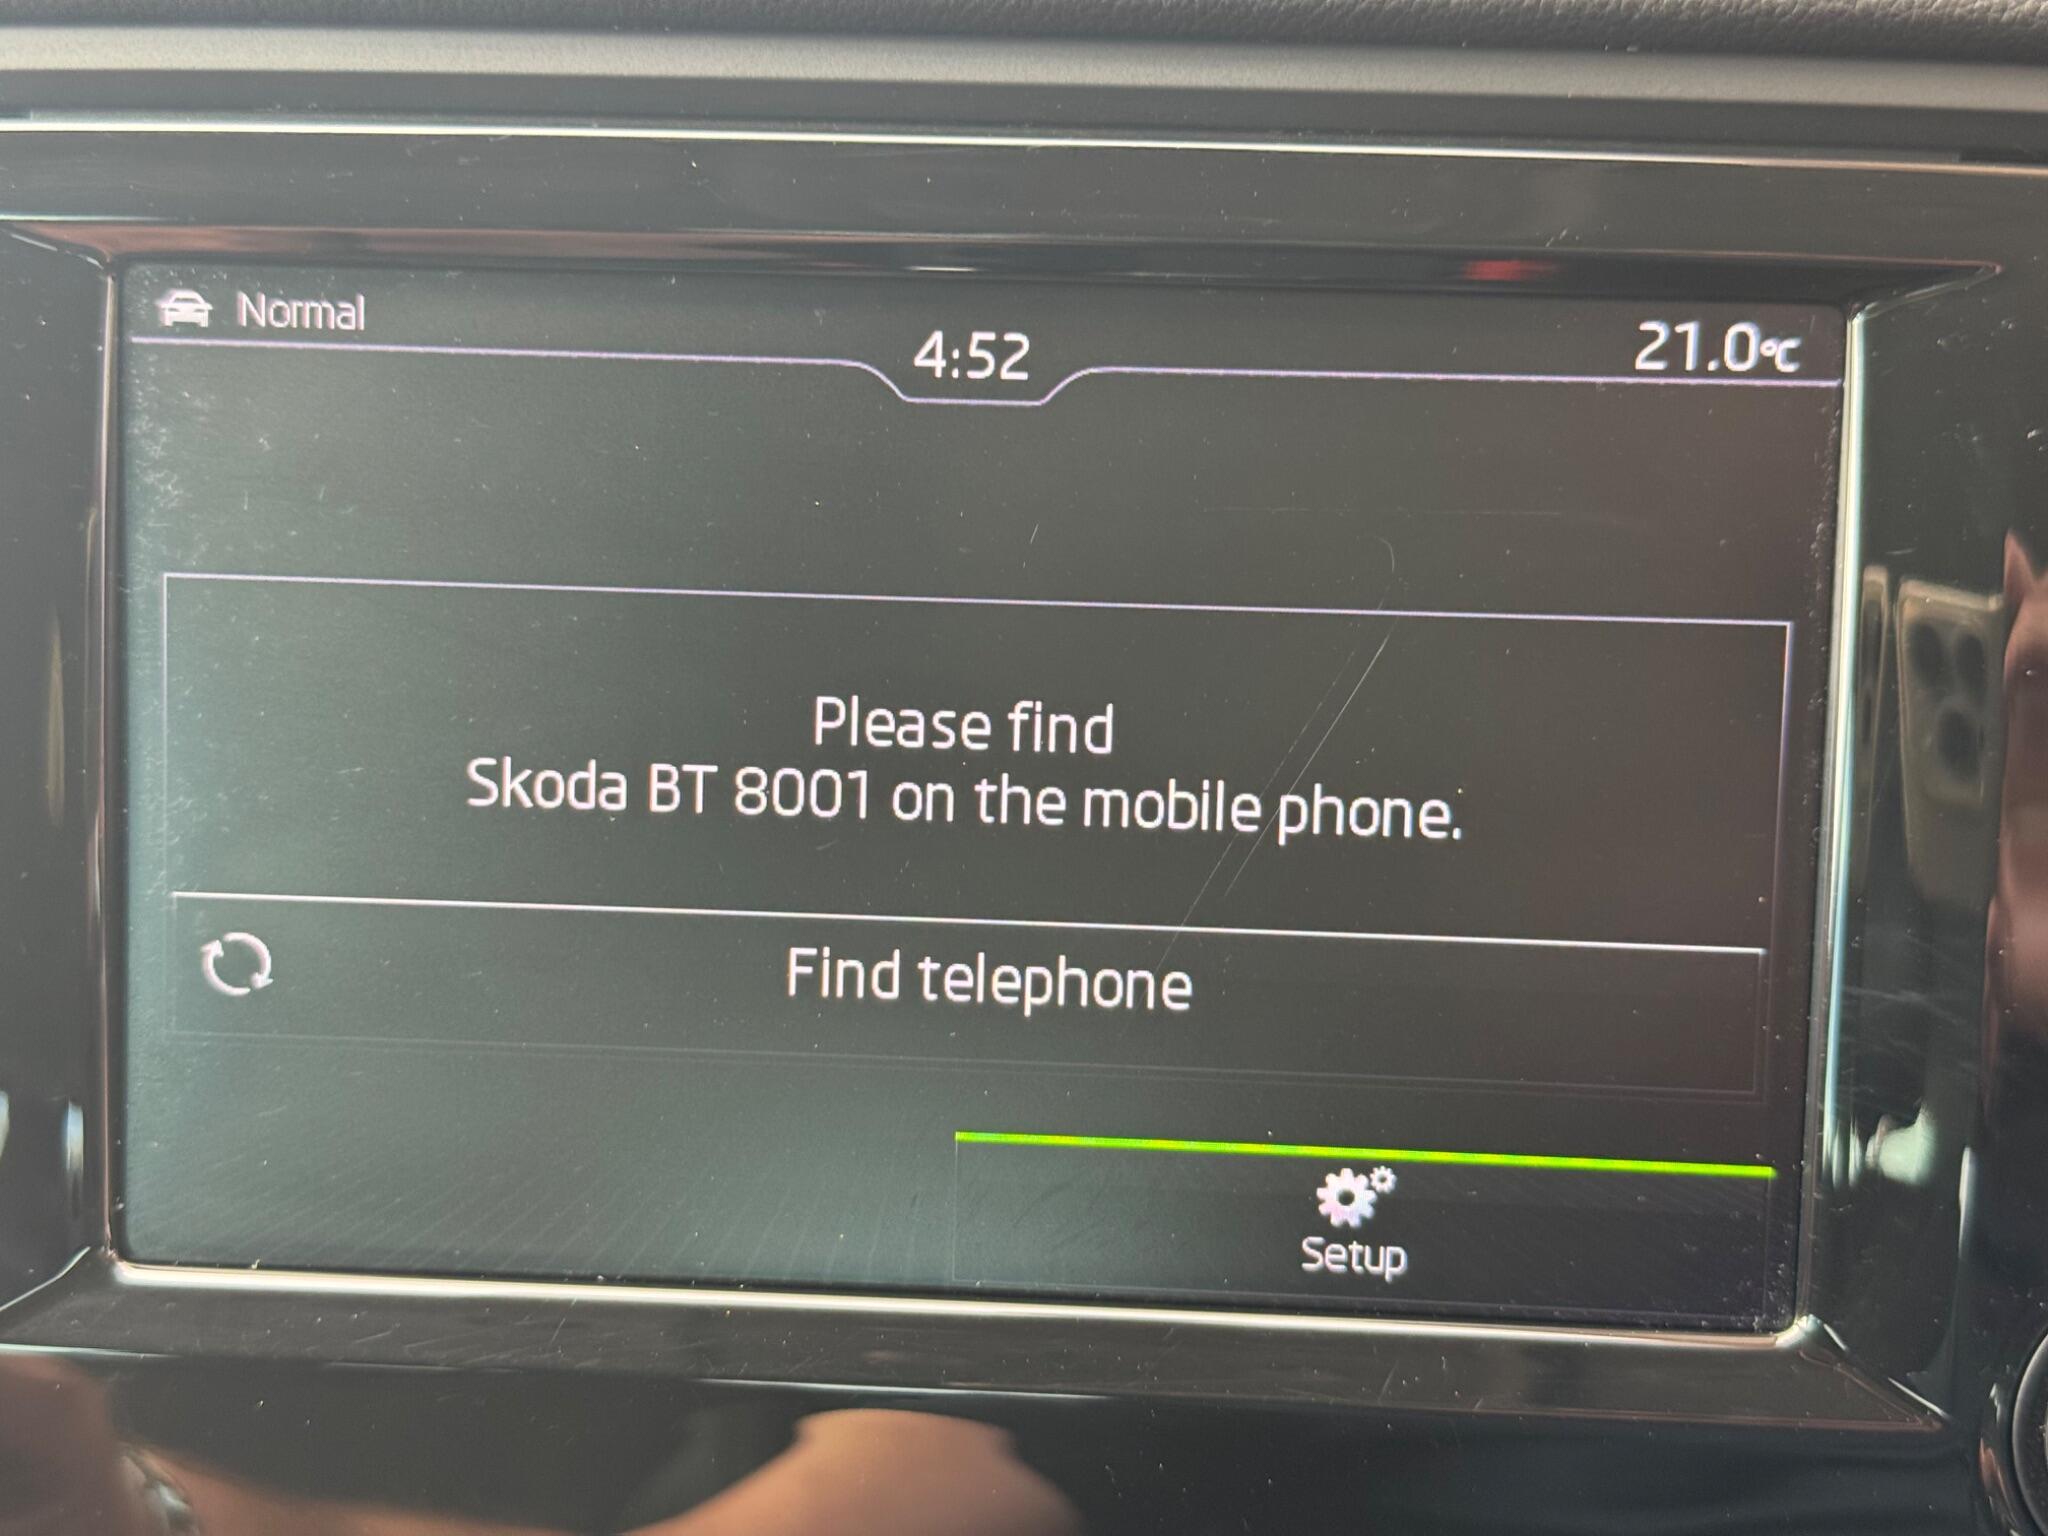 Normal
4:52
21.0°C
Please find
Skoda BT 8001 on the mobile phone.
Find telephone
Setup